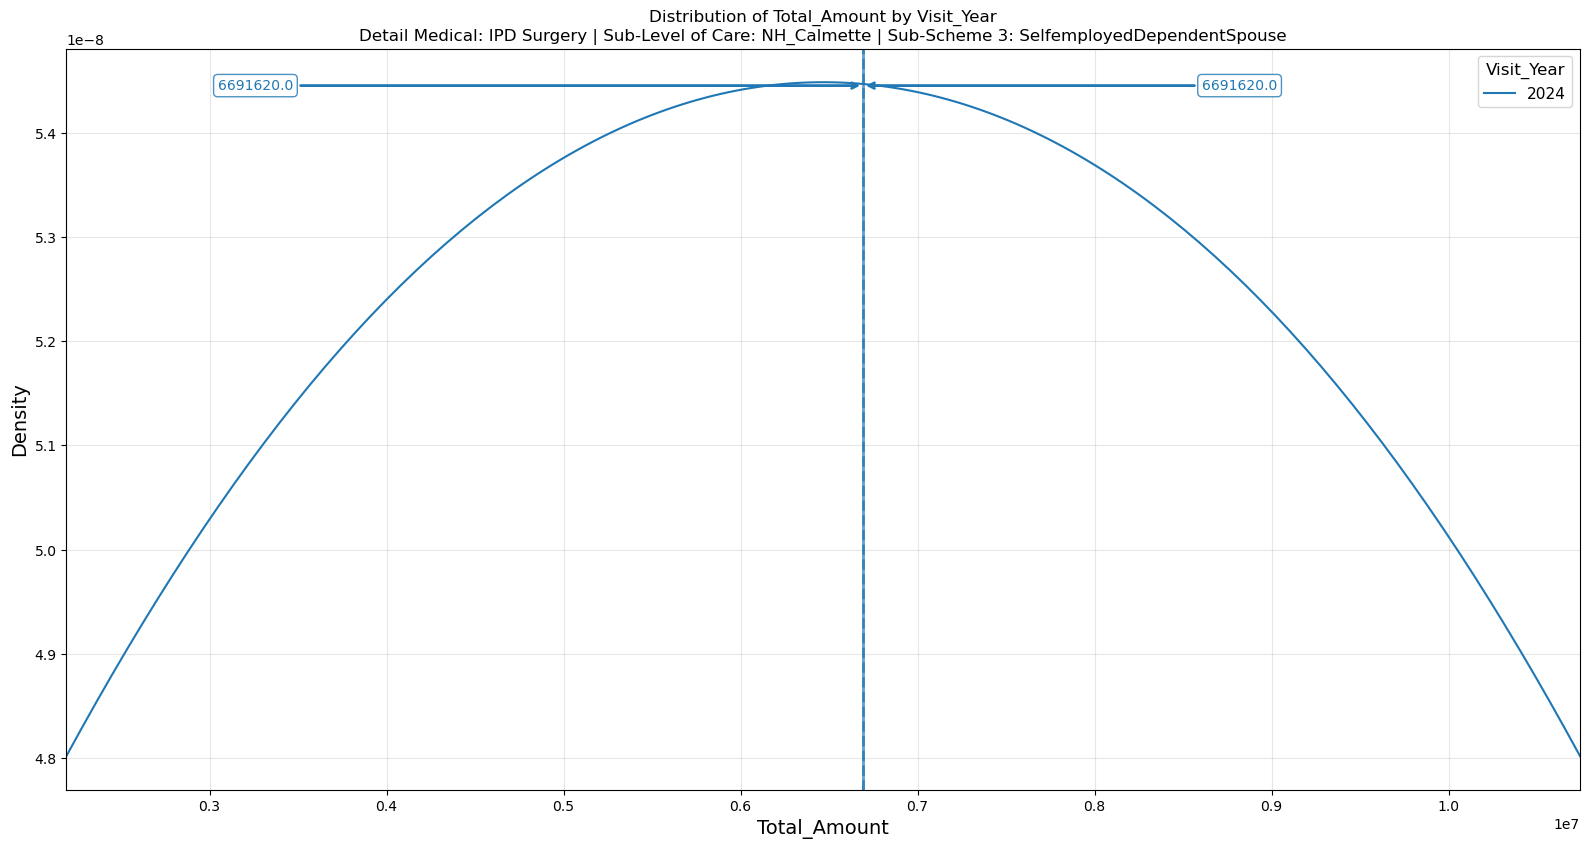 Distribution of Total_Amount by Visit_Year
Detail Medical: IPD Surgery | Sub-Level of Care: NH_Calmette | Sub-Scheme 3: SelfemployedDependentSpouse
1e−8
6691620.0
6691620.0
Visit_Year
2024
5.4
5.3
5.2
5.1
5.0
4.9
4.8
Density
0.3
0.4
0.5
0.6
0.7
0.8
0.9
1.0
1e7
Total_Amount